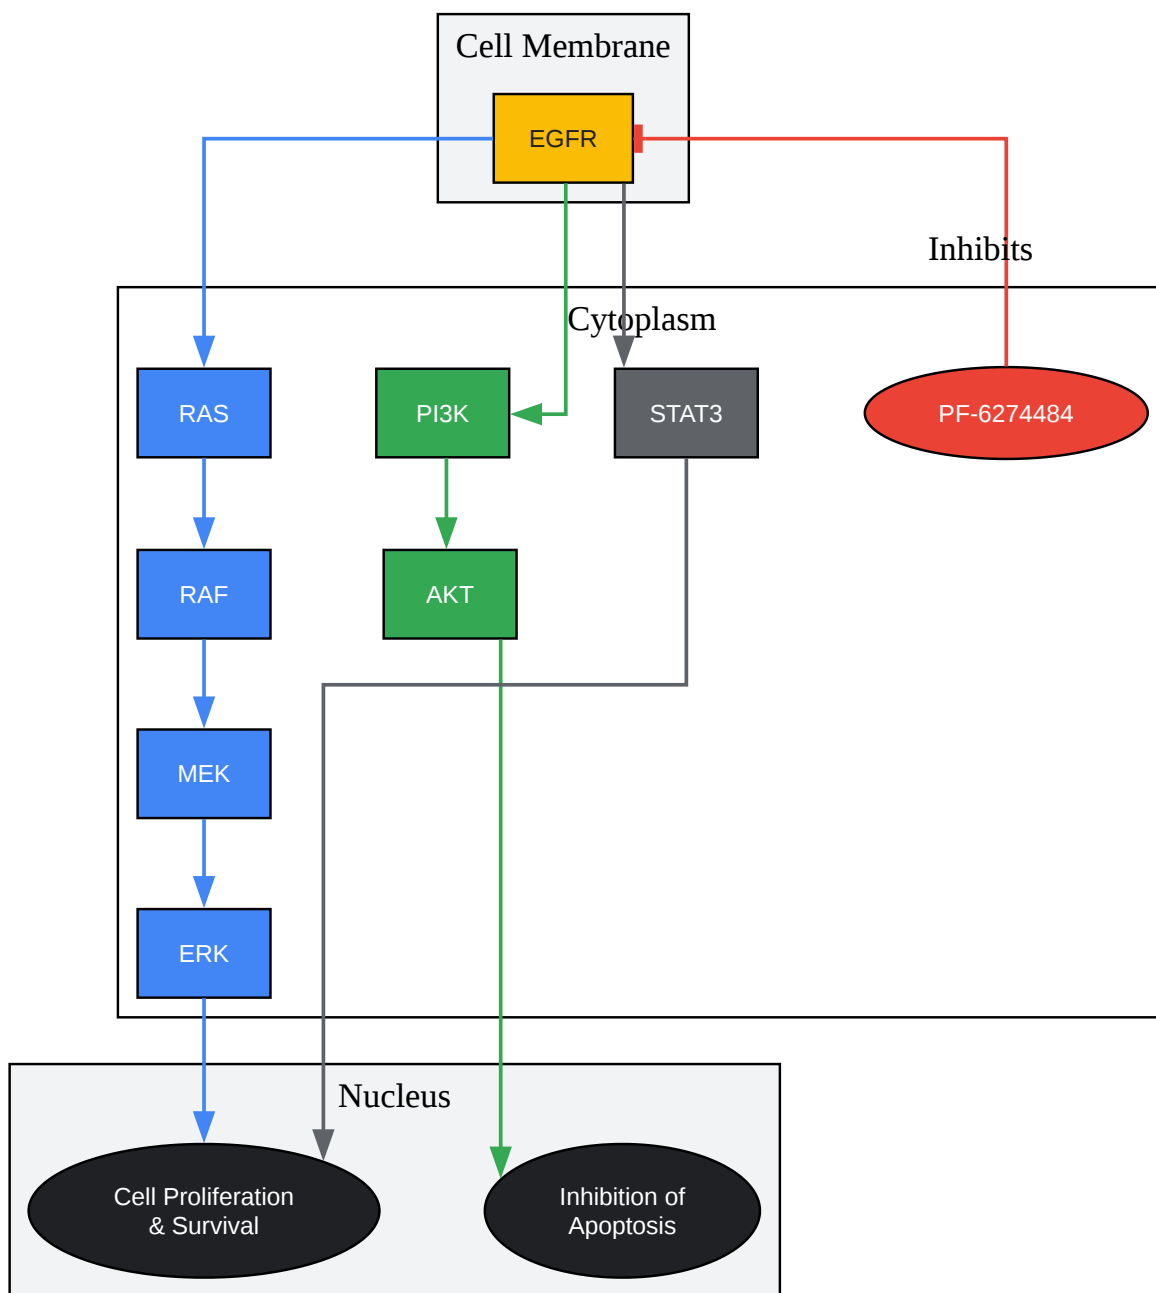 Cell Membrane
EGFR
Inhibits
Cytoplasm
RAS
PI3K
STAT3
PF-6274484
RAF
AKT
MEK
ERK
Nucleus
Cell Proliferation
& Survival
Inhibition of
Apoptosis